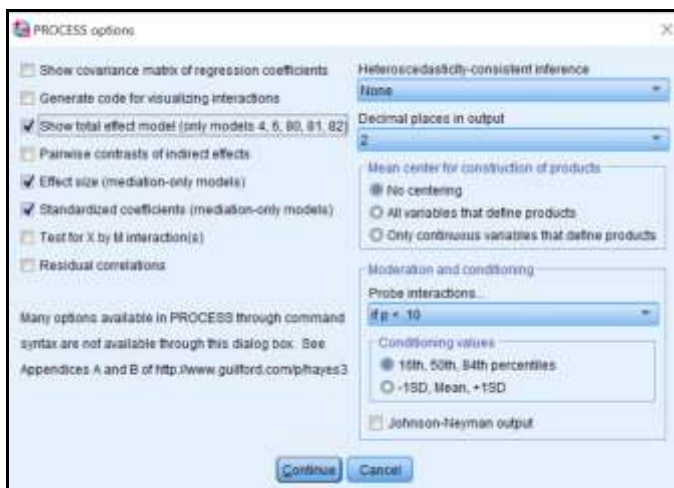 PROCESS options
Show covariance matrix of regression coefficients
Generate code for visualizing interactions
Show total effect model (only models 4, 6, 80, 81, 82)
Pairwise contrasts of indirect effects
Effect size (mediation-only models)
Standardized coefficients (mediation-only models)
Test for X by M interaction(s)
Residual correlations
Many options available in PROCESS through command
syntax are not available through this dialog box. See
Appendices A and B of http://www.guilford.com/p/hayes3
Heteroscedasticity-consistent inference
None
Decimal places in output
2
Mean center for construction of products
No centering
All variables that define products
Only continuous variables that define products
Moderation and conditioning
Probe interactions...
if p < .10
Conditioning values
16th, 50th, 84th percentiles
-1SD, Mean, +1SD
Johnson-Neyman output
Continue
Cancel